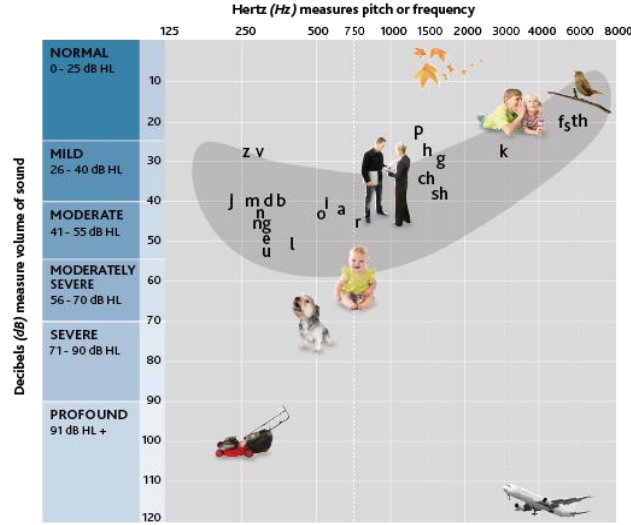 Hertz (Hz) measures pitch or frequency
125 250 500 750 1000 1500 2000 3000 4000 6000 8000
Decibels (dB) measure volume of sound
NORMAL
0 - 25 dB HL
MILD
26 - 40 dB HL
MODERATE
41 - 55 dB HL
MODERATELY
SEVERE
56 - 70 dB HL
SEVERE
71 - 90 dB HL
PROFOUND
91 dB HL +
10
20
30
40
50
60
70
80
90
100
110
120
f s th
p
z v h k
g
ch
sh
j m d b i
n o a
ng r
e l
u